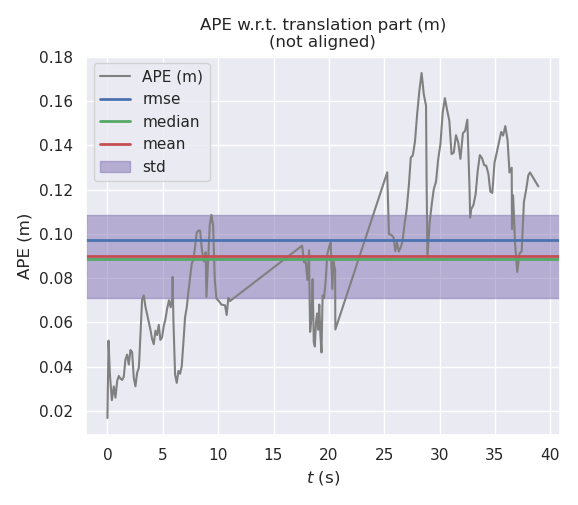 APE w.r.t. translation part (m)
(not aligned)
APE (m)
rmse
median
mean
std
0.18
0.16
0.14
0.12
0.10
0.08
0.06
0.04
0.02
APE (m)
0 5 10 15 20 25 30 35 40
t (s)